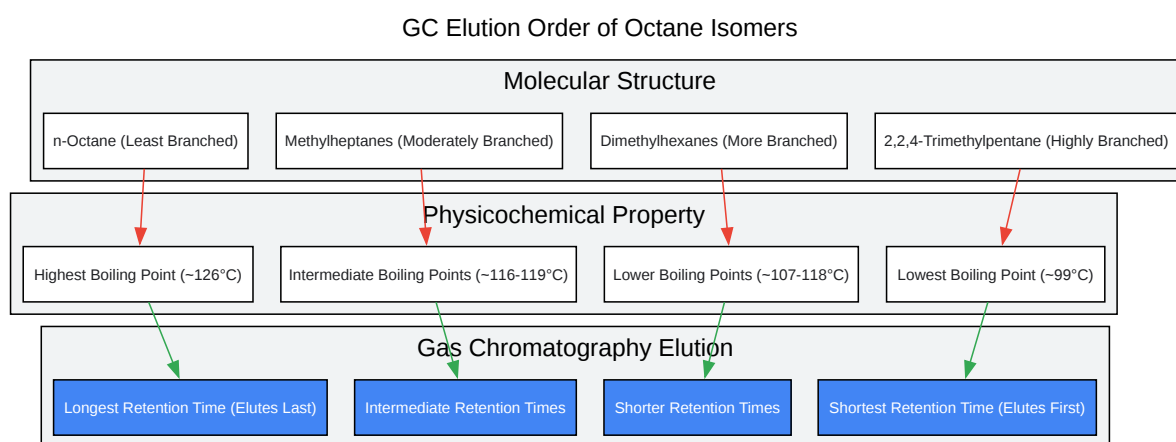 GC Elution Order of Octane Isomers
Molecular Structure
n-Octane (Least Branched)
Methylheptanes (Moderately Branched)
Dimethylhexanes (More Branched)
2,2,4-Trimethylpentane (Highly Branched)
Physicochemical Property
Highest Boiling Point (~126°C)
Intermediate Boiling Points (~116-119°C)
Lower Boiling Points (~107-118°C)
Lowest Boiling Point (~99°C)
Gas Chromatography Elution
Longest Retention Time (Elutes Last)
Intermediate Retention Times
Shorter Retention Times
Shortest Retention Time (Elutes First)